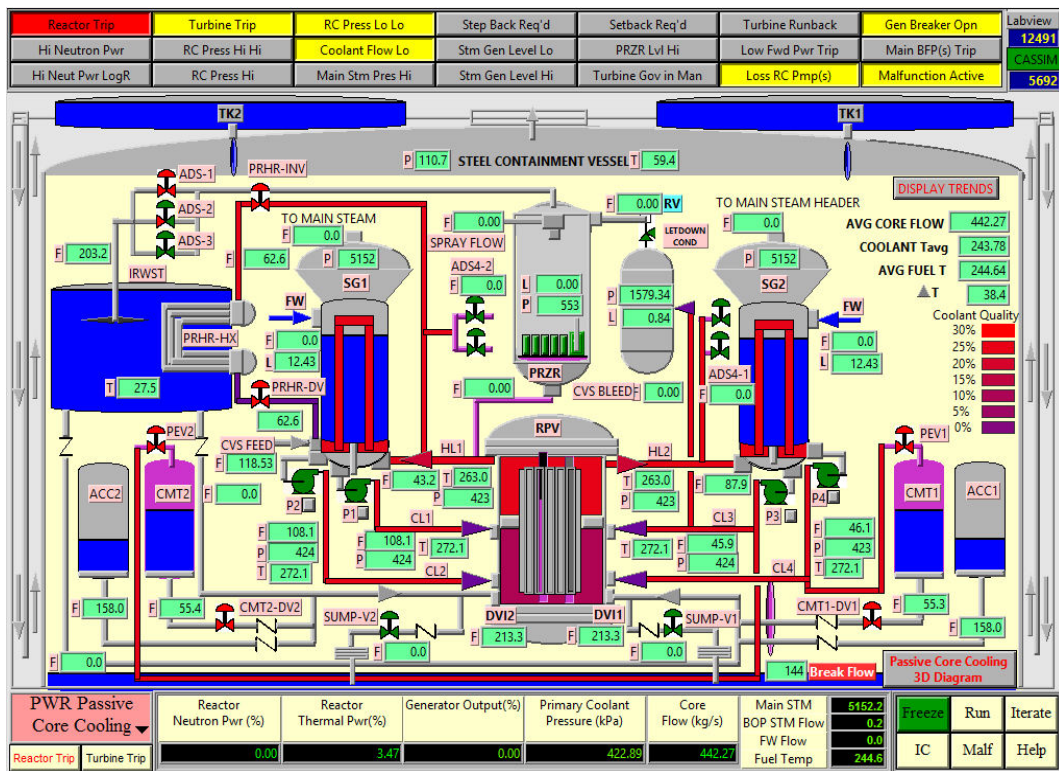 Reactor Trip Turbine Trip RC Press Lo Lo Step Back Req'd Setback Req'd Turbine Runback Gen Breaker Opn Labview
12491
Hi Neutron Pwr RC Press Hi Hi Coolant Flow Lo Stm Gen Level Lo PRZR Lvl Hi Low Fwd Pwr Trip Main BFP(s) Trip CASSIM
Hi Neut Pwr LogR RC Press Hi Main Stm Pres Hi Stm Gen Level Hi Turbine Gov in Man Loss RC Pmp(s) Malfunction Active 5692
TK2 TK1
P 110.7 STEEL CONTAINMENT VESSEL T 59.4
ADS-1 PRHR-INV
DISPLAY TRENDS
ADS-2
ADS-3
F 203.2
F 62.6
TO MAIN STEAM
F 0.0
P 5152
SG1
F 0.00
SPRAY FLOW
F 0.00 RV
LETDOWN
COND
TO MAIN STEAM HEADER
F 0.0
P 5152
SG2
AVG CORE FLOW 442.27
COOLANT Tavg 243.78
AVG FUEL T 244.64
T 38.4
Coolant Quality
30%
25%
20%
15%
10%
5%
0%
IRWST
PRHR-HX
T 27.5
FW
F 0.0
L 12.43
PRHR-DV
62.6
ADS4-2
F 0.0
L 0.00
P 553
PRZR
P 1579.34
L 0.84
FW
F 0.0
L 12.43
ADS4-1
F 0.0
F 0.00
CVS BLEED F 0.00
PEV2
CVS FEED
F 118.53
F 0.0
RPV
HL1
HL2
PEV1
ACC2
CMT2
P2
P1
F 43.2
T 263.0
P 423
T 263.0
P 423
F 87.9
P3
P4
CMT1
ACC1
F 108.1
P 424
T 272.1
CL1
F 108.1
P 424
T 272.1
CL2
CL3
T 272.1
F 45.9
P 424
CL4
F 46.1
P 423
T 272.1
F 158.0
F 55.4
CMT2-DV2
SUMP-V2
DVI2
F 213.3
DVI1
F 213.3
SUMP-V1
CMT1-DV1
F 55.3
F 158.0
F 0.0
F 0.0
F 0.0
144 Break Flow
Passive Core Cooling
3D Diagram
PWR Passive
Core Cooling
Reactor Trip Turbine Trip
Reactor
Neutron Pwr (%)
0.00
Reactor
Thermal Pwr(%)
3.47
Generator Output(%)
0.00
Primary Coolant
Pressure (kPa)
422.89
Core
Flow (kg/s)
442.27
Main STM 5152.2
BOP STM Flow 0.2
FW Flow 0.0
Fuel Temp 244.6
Freeze Run Iterate
IC Malf Help